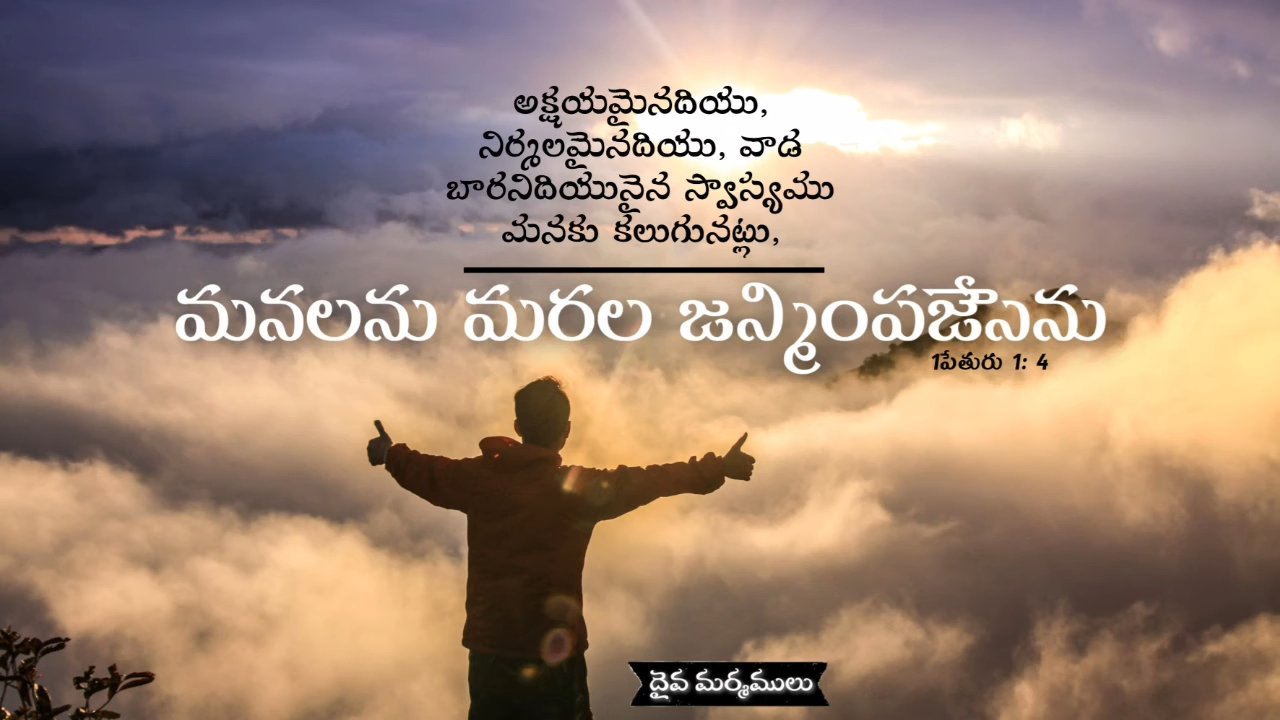 అక్షయమైనదియు,
నిర్మలమైనదియు, వాడ
బారనిదియునైన స్వాస్యము
మనకు కలుగునట్లు,
మనలను మరల జన్మింపజేసెను
1పేతురు 1: 4
దైవ మర్మములు